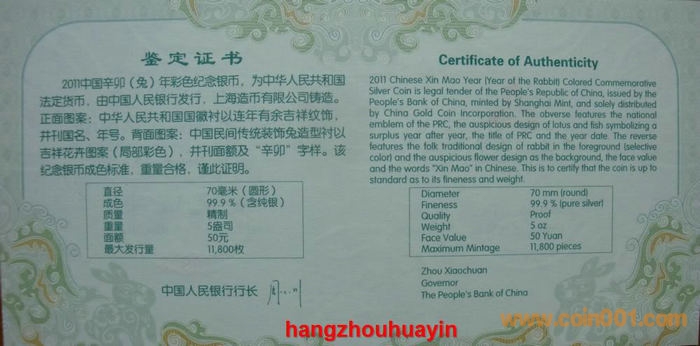 鉴定证书
2011中国辛卯（兔）年彩色纪念银币，为中华人民共和国
法定货币，由中国人民银行发行，上海造币有限公司铸造。
正面图案：中华人民共和国国徽衬以连年有余吉祥纹饰，
并刊国名、年号。背面图案：中国民间传统装饰兔造型衬以
吉祥花卉图案（局部彩色），并刊面额及“辛卯”字样。该
纪念银币成色标准，重量合格，谨此证明。
直径 70毫米（圆形）
成色 99.9％（含纯银）
质量 精制
重量 5盎司
面额 50元
最大发行量 11,800枚
中国人民银行行长
Certificate of Authenticity
2011 Chinese Xin Mao Year (Year of the Rabbit) Colored Commemorative
Silver Coin is legal tender of the People's Republic of China, issued by the
People's Bank of China, minted by Shanghai Mint, and solely distributed
by China Gold Coin Incorporation. The obverse features the national
emblem of the PRC, the auspicious design of lotus and fish symbolizing a
surplus year after year, the title of PRC and the year date. The reverse
features the folk traditional design of rabbit in the foreground (selective
color) and the auspicious flower design as the background, the face value
and the words "Xin Mao" in Chinese. This is to certify that the coin is up to
standard as to its fineness and weight.
Diameter 70 mm (round)
Fineness 99.9 % (pure silver)
Quality Proof
Weight 5 oz
Face Value 50 Yuan
Maximum Mintage 11,800 pieces
Zhou Xiaochuan
Governor
The People's Bank of China
hangzhouhuayin
www.coin001.com